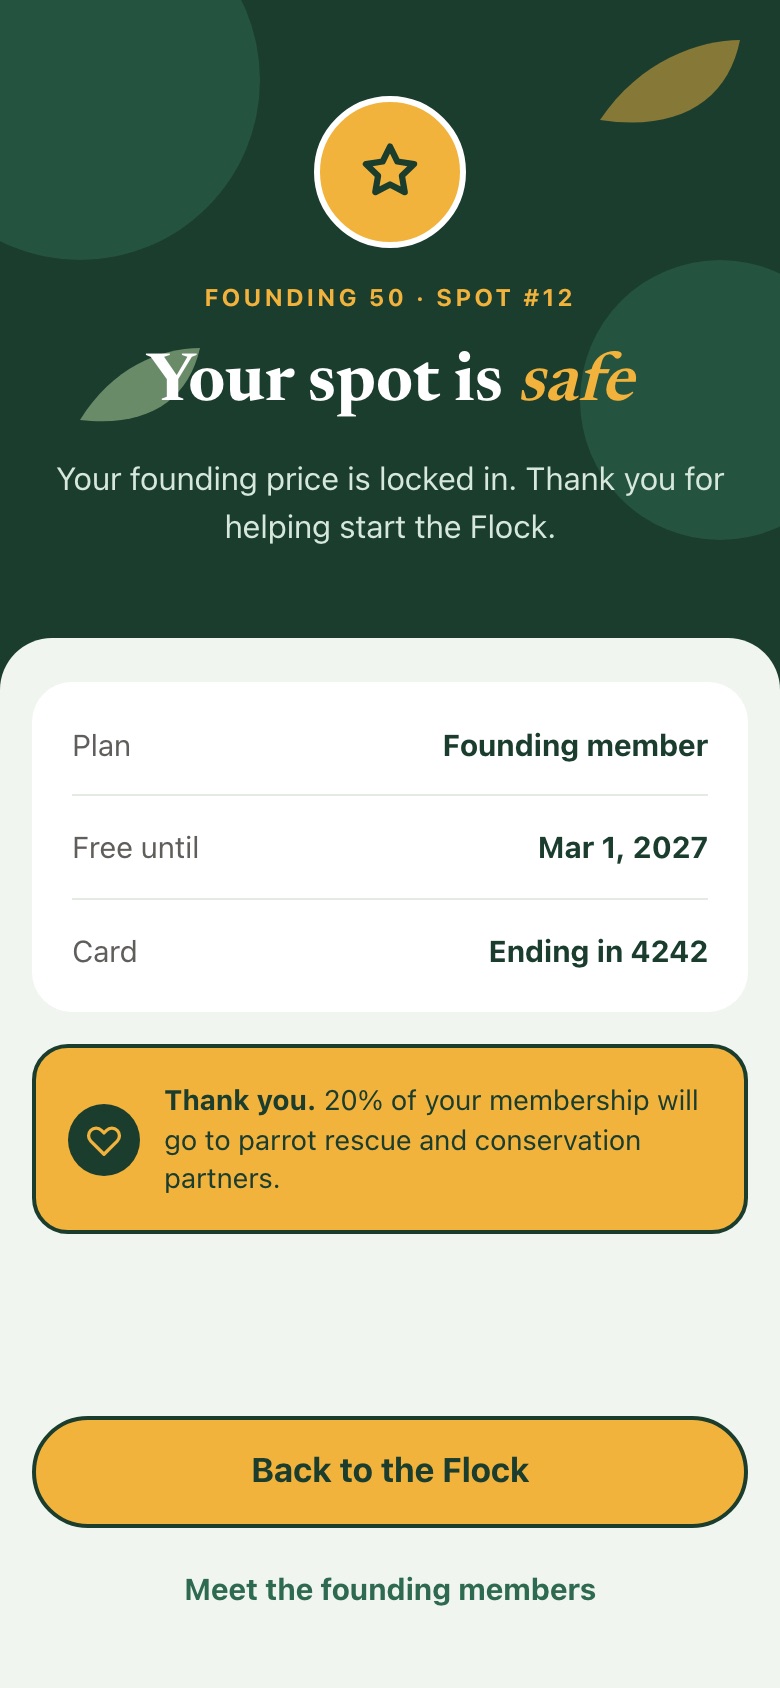 FOUNDING 50 · SPOT #12
Your spot is safe
Your founding price is locked in. Thank you for
helping start the Flock.
Plan Founding member
Free until Mar 1, 2027
Card Ending in 4242
Thank you. 20% of your membership will
go to parrot rescue and conservation
partners.
Back to the Flock
Meet the founding members